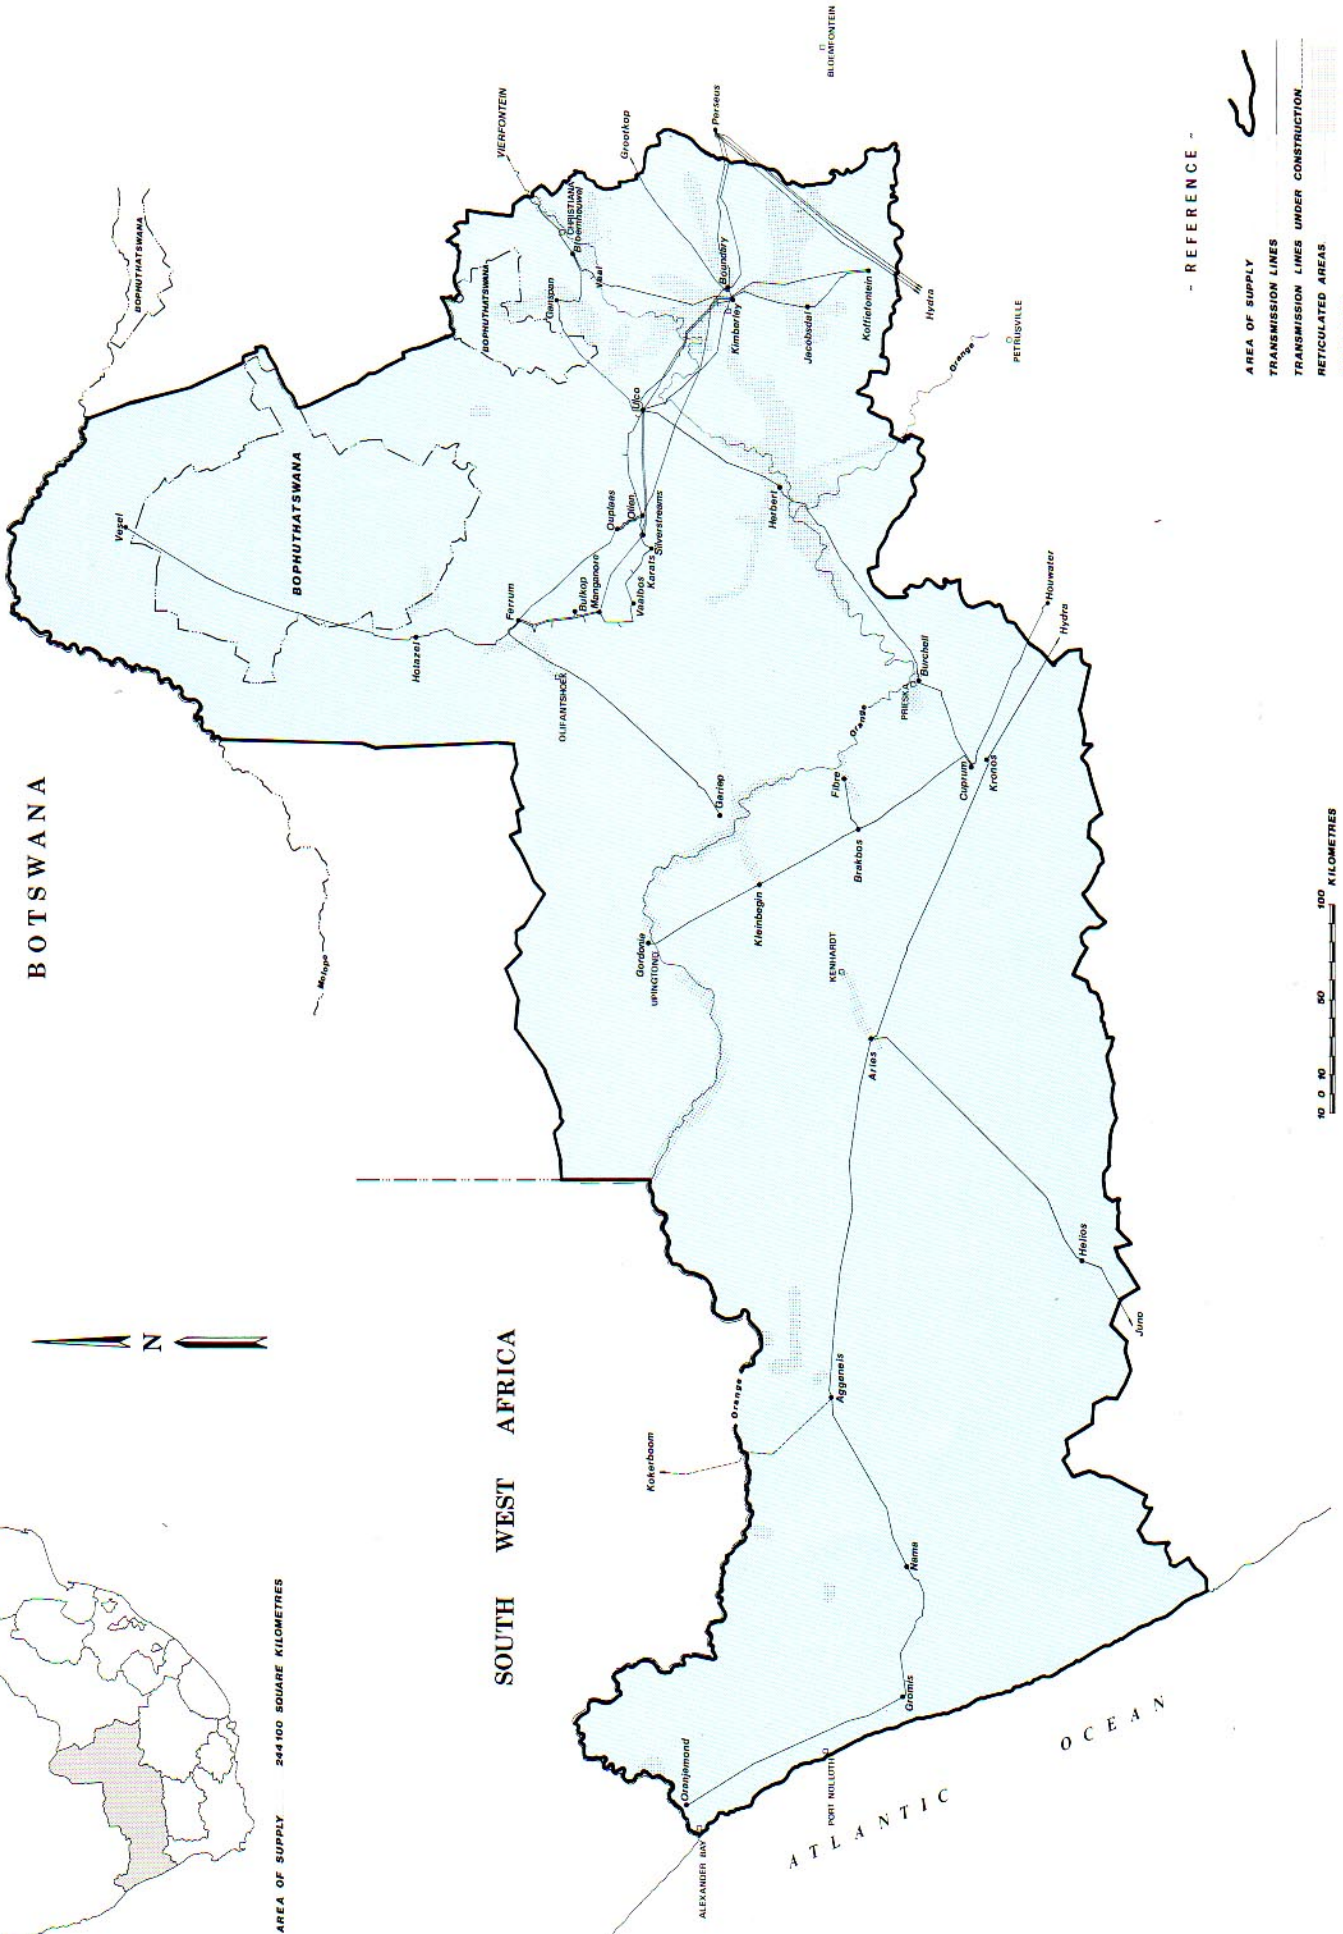 BOTSWANA
N
SOUTH WEST AFRICA
AREA OF SUPPLY 244 100 SQUARE KILOMETRES
ATLANTIC OCEAN
BOPHUTHATSWANA
BOPHUTHATSWANA
BOPHUTHATSWANA
Molopo
Vesel
Hotazel
Ferrum
OLIFANTSHOEK
Bulkop
Manganore
Vaalbos
Karats
Silverstreams
Olien
Ouplaas
Ulco
Ganspan
Vaal
CHRISTIANA
Bloemheuwel
VIERFONTEIN
Grootkop
Perseus
BLOEMFONTEIN
Boundary
Kimberley
Jacobsdal
Koffiefontein
Hydra
Orange
PETRUSVILLE
Herbert
Burchell
PRIESKA
Orange
Houwater
Hydra
Cuprum
Kronos
Fibre
Brakbos
Gariep
Kleinbegin
Gordonia
UPINGTON
KENHARDT
Aries
Helios
Juno
Aggeneis
Orange
Kokerboom
Nama
Gromis
Oranjemond
PORT NOLLOTH
ALEXANDER BAY
- REFERENCE -
AREA OF SUPPLY
TRANSMISSION LINES
TRANSMISSION LINES UNDER CONSTRUCTION
RETICULATED AREAS
10 0 10 50 100 KILOMETRES